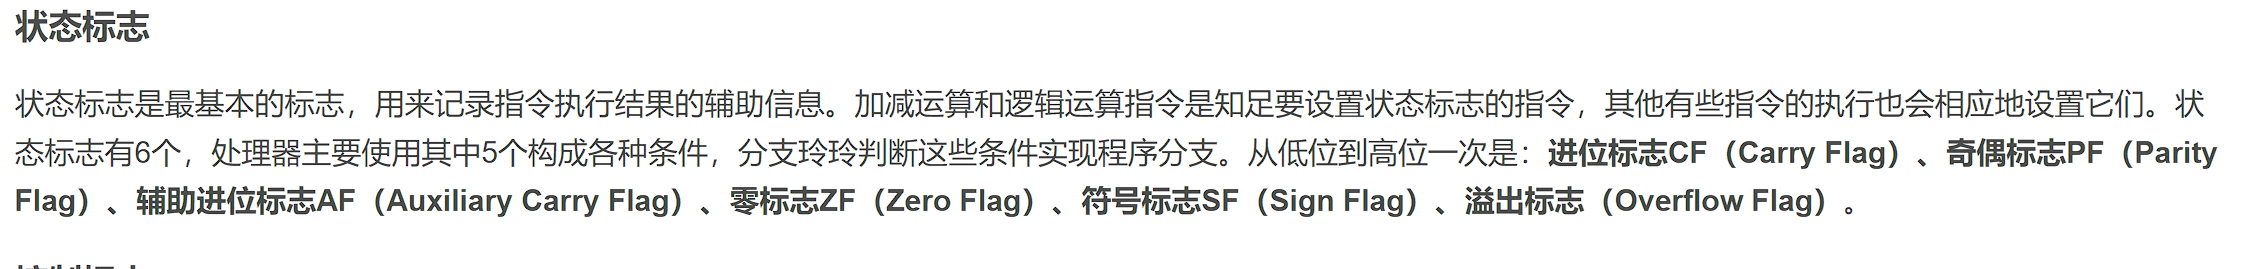 状态标志
状态标志是最基本的标志，用来记录指令执行结果的辅助信息。加减运算和逻辑运算指令是知足要设置状态标志的指令，其他有些指令的执行也会相应地设置它们。状
态标志有6个，处理器主要使用其中5个构成各种条件，分支玲玲判断这些条件实现程序分支。从低位到高位一次是：进位标志CF（Carry Flag）、奇偶标志PF（Parity
Flag）、辅助进位标志AF（Auxiliary Carry Flag）、零标志ZF（Zero Flag）、符号标志SF（Sign Flag）、溢出标志（Overflow Flag）。